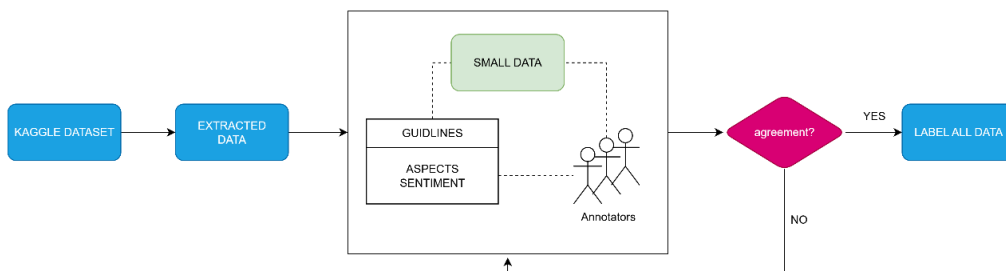 SMALL DATA
KAGGLE DATASET
EXTRACTED
DATA
GUIDLINES
ASPECTS
SENTIMENT
Annotators
agreement?
YES
LABEL ALL DATA
NO